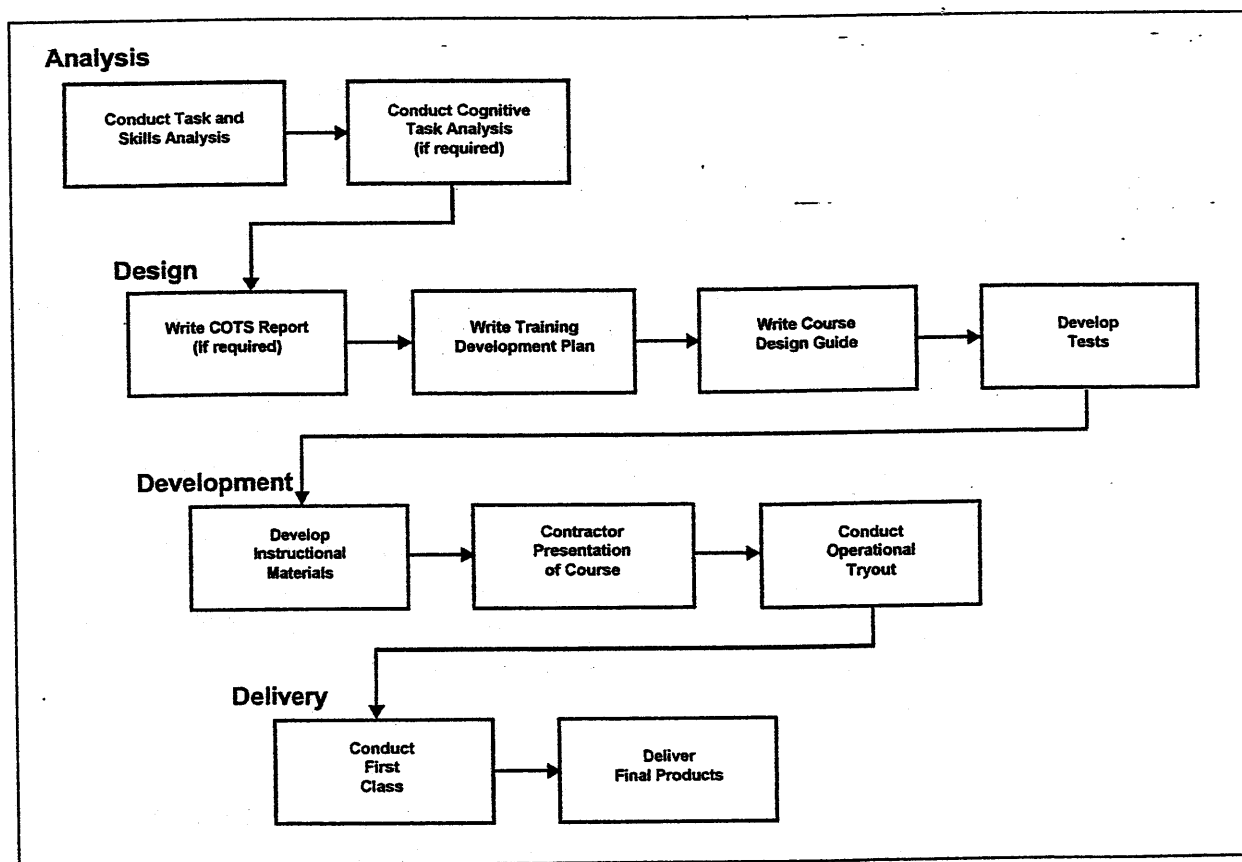 Analysis
Conduct Task and
Skills Analysis
Conduct Cognitive
Task Analysis
(if required)
Design
Write COTS Report
(if required)
Write Training
Development Plan
Write Course
Design Guide
Develop
Tests
Development
Develop
Instructional
Materials
Contractor
Presentation
of Course
Conduct
Operational
Tryout
Delivery
Conduct
First
Class
Deliver
Final Products